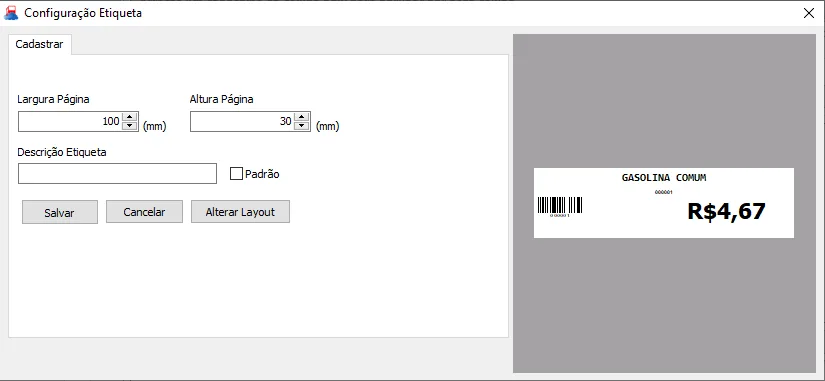 Configuração Etiqueta
Cadastrar
Largura Página
Altura Página
100 (mm)
30 (mm)
Descrição Etiqueta
Padrão
Salvar
Cancelar
Alterar Layout
GASOLINA COMUM
000001
00001
R$4,67